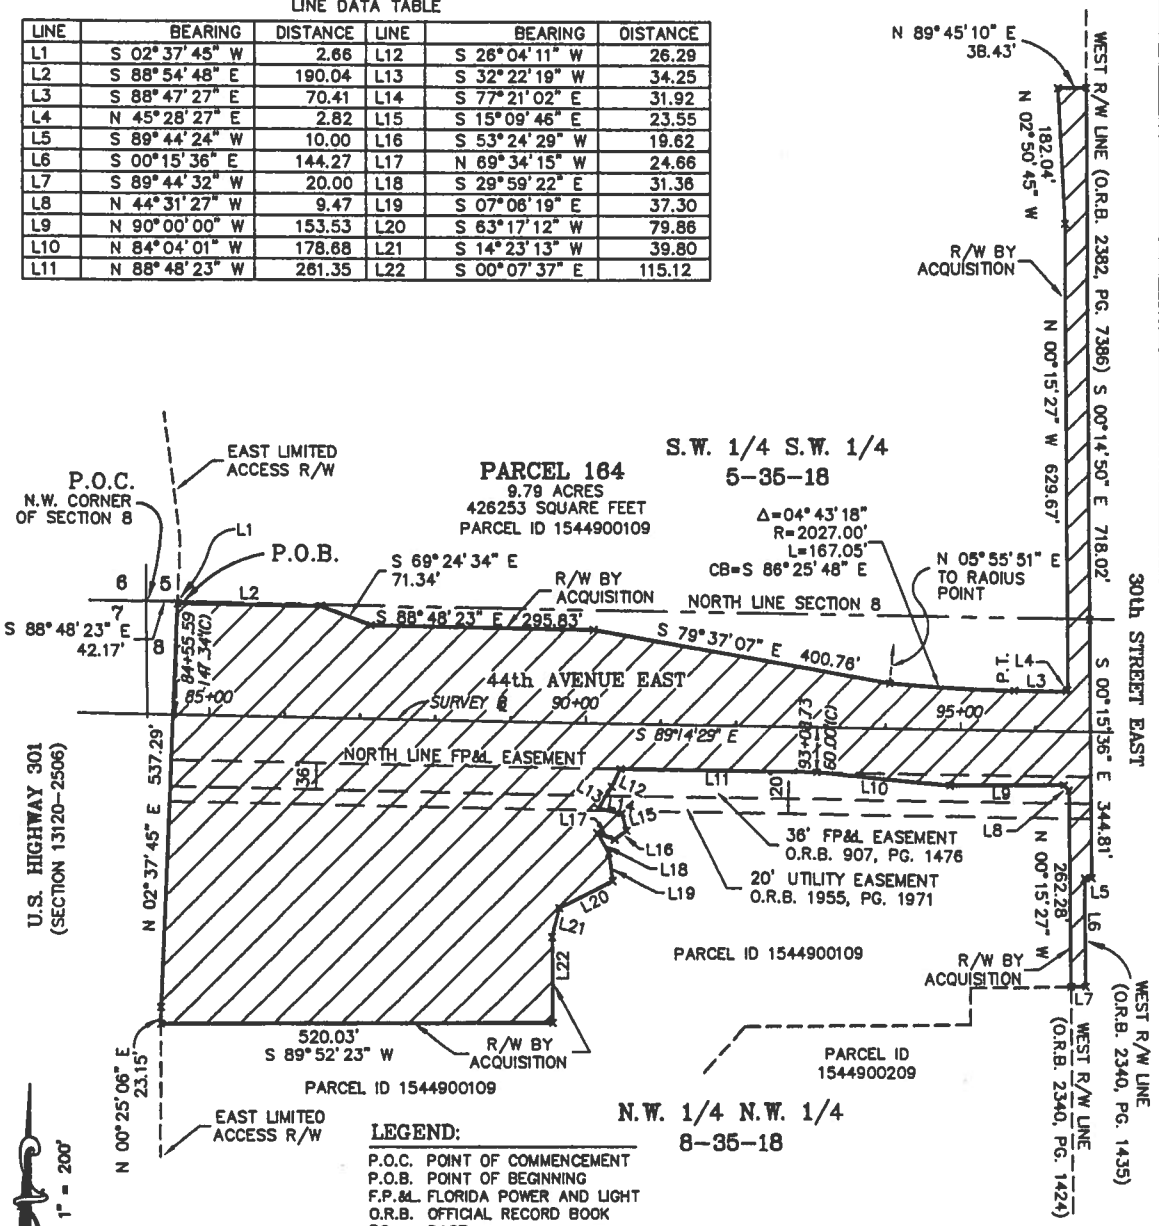 LINE DATA TABLE
LINE BEARING DISTANCE LINE BEARING DISTANCE
L1 S 02°37'45" W 2.66 L12 S 26°04'11" W 26.29
L2 S 88°54'48" E 190.04 L13 S 32°22'19" W 34.25
L3 S 88°47'27" E 70.41 L14 S 77°21'02" E 31.92
L4 N 45°28'27" E 2.82 L15 S 15°09'46" E 23.55
L5 S 89°44'24" W 10.00 L16 S 53°24'29" W 19.62
L6 S 00°15'36" E 144.27 L17 N 69°34'15" W 24.66
L7 S 89°44'32" W 20.00 L18 S 29°59'22" E 31.36
L8 N 44°31'27" W 9.47 L19 S 07°06'19" E 37.30
L9 N 90°00'00" W 153.53 L20 S 63°17'12" W 79.86
L10 N 84°04'01" W 178.68 L21 S 14°23'13" W 39.80
L11 N 88°48'23" W 261.35 L22 S 00°07'37" E 115.12
N 89°45'10" E
38.43'
WEST R/W LINE (O.R.B. 2382, PG. 7386) S 00°14'50" E 718.02'
182.04'
N 02°50'45" W
R/W BY
ACQUISITION
N 00°15'27" W 629.67'
EAST LIMITED
ACCESS R/W
P.O.C.
N.W. CORNER
OF SECTION 8
L1
P.O.B.
PARCEL 164
9.79 ACRES
426253 SQUARE FEET
PARCEL ID 1544900109
S.W. 1/4 S.W. 1/4
5-35-18
Δ=04°43'18"
R=2027.00'
L=167.05'
CB=S 86°25'48" E
N 05°55'51" E
TO RADIUS
POINT
S 69°24'34" E
71.34'
R/W BY
ACQUISITION
6 5
7
8
L2
NORTH LINE SECTION 8
S 88°48'23" E
42.17'
S 88°48'23" E 295.83'
S 79°37'07" E 400.76'
P.T.
L4
L3
84+55.59
147.34'(C)
85+00
44th AVENUE EAST
SURVEY ℄
90+00
S 89°14'29" E
93+08.73
60.00'(C)
95+00
30th STREET EAST
S 00°15'36" E 344.81'
U.S. HIGHWAY 301
(SECTION 13120-2506)
N 02°37'45" E 537.29'
NORTH LINE FP&L EASEMENT
36'
L13
L12
L14
L15
L11
20'
L10
L9
L8
L17
L16
L18
L19
L20
L21
L22
36' FP&L EASEMENT
O.R.B. 907, PG. 1476
20' UTILITY EASEMENT
O.R.B. 1955, PG. 1971
262.28'
N 00°15'27" W
L5
L6
PARCEL ID 1544900109
R/W BY
ACQUISITION
L7
WEST R/W LINE
(O.R.B. 2340, PG. 1435)
WEST R/W LINE
(O.R.B. 2340, PG. 1424)
520.03'
S 89°52'23" W
R/W BY
ACQUISITION
PARCEL ID
1544900209
N 00°25'06" E
23.15'
PARCEL ID 1544900109
EAST LIMITED
ACCESS R/W
N.W. 1/4 N.W. 1/4
8-35-18
1" = 200'
LEGEND:
P.O.C. POINT OF COMMENCEMENT
P.O.B. POINT OF BEGINNING
F.P.&L. FLORIDA POWER AND LIGHT
O.R.B. OFFICIAL RECORD BOOK